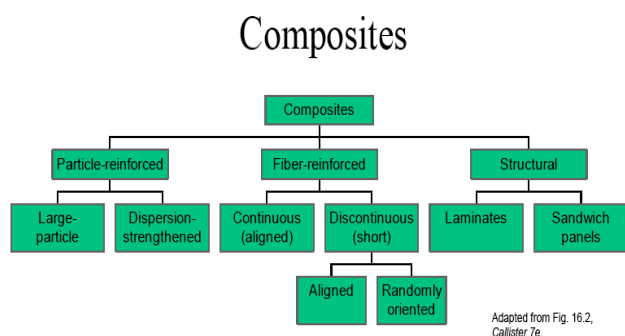 Composites
Composites
Particle-reinforced
Fiber-reinforced
Structural
Large-
particle
Dispersion-
strengthened
Continuous
(aligned)
Discontinuous
(short)
Laminates
Sandwich
panels
Aligned
Randomly
oriented
Adapted from Fig. 16.2,
Callister 7e.